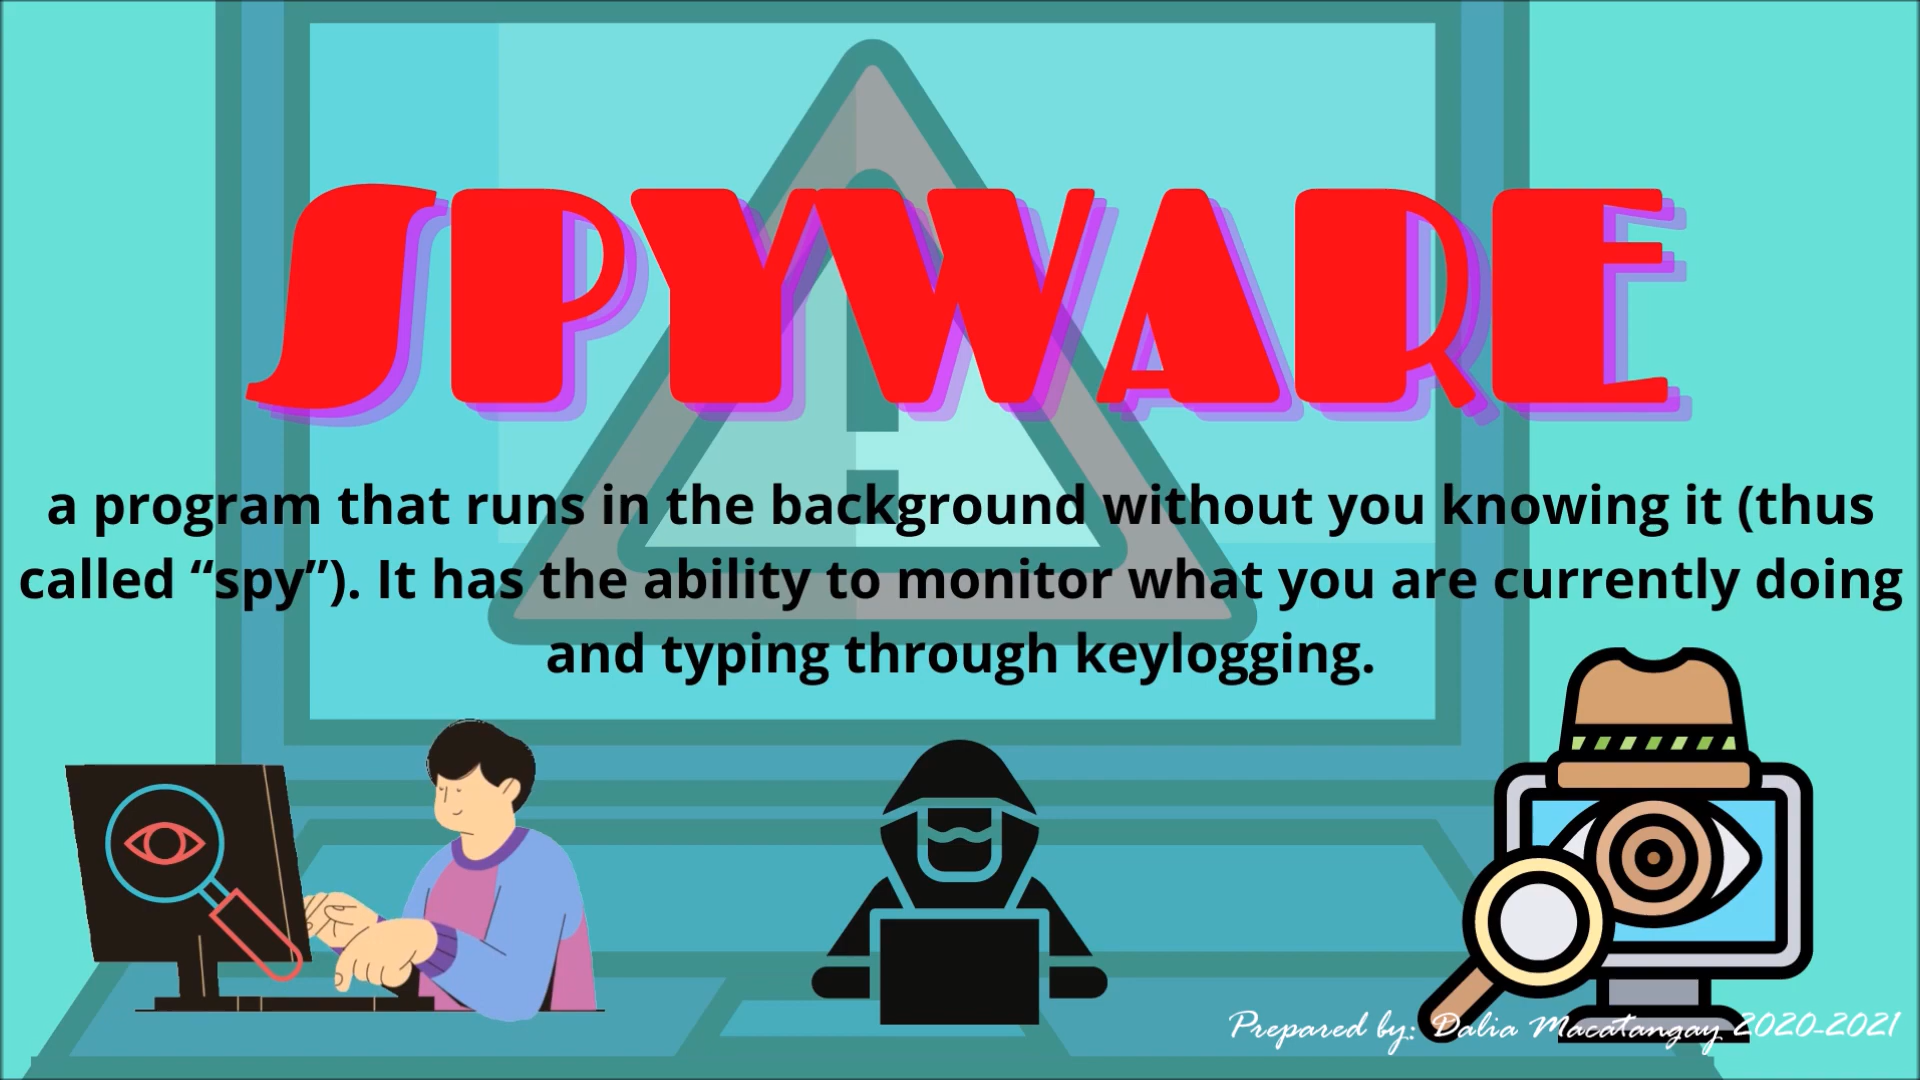 SPYWARE
a program that runs in the background without you knowing it (thus
called “spy”). It has the ability to monitor what you are currently doing
and typing through keylogging.
Prepared by: Dalia Macatangay 2020-2021